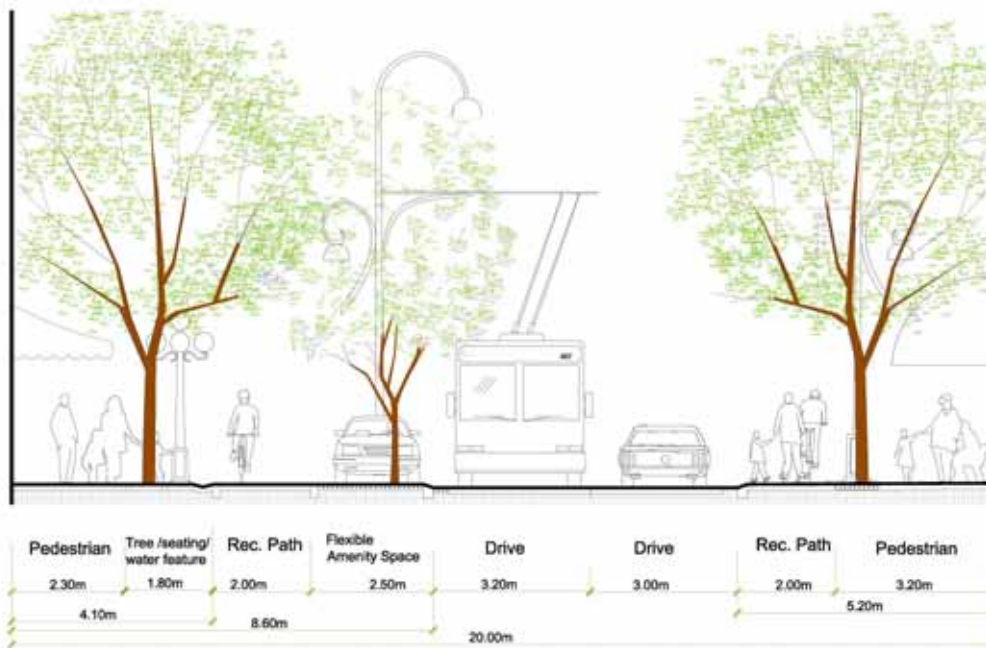 Pedestrian
Tree /seating/
water feature
Rec. Path
Flexible
Amenity Space
Drive
Drive
Rec. Path
Pedestrian
2.30m
1.80m
2.00m
2.50m
3.20m
3.00m
2.00m
3.20m
4.10m
8.60m
5.20m
20.00m